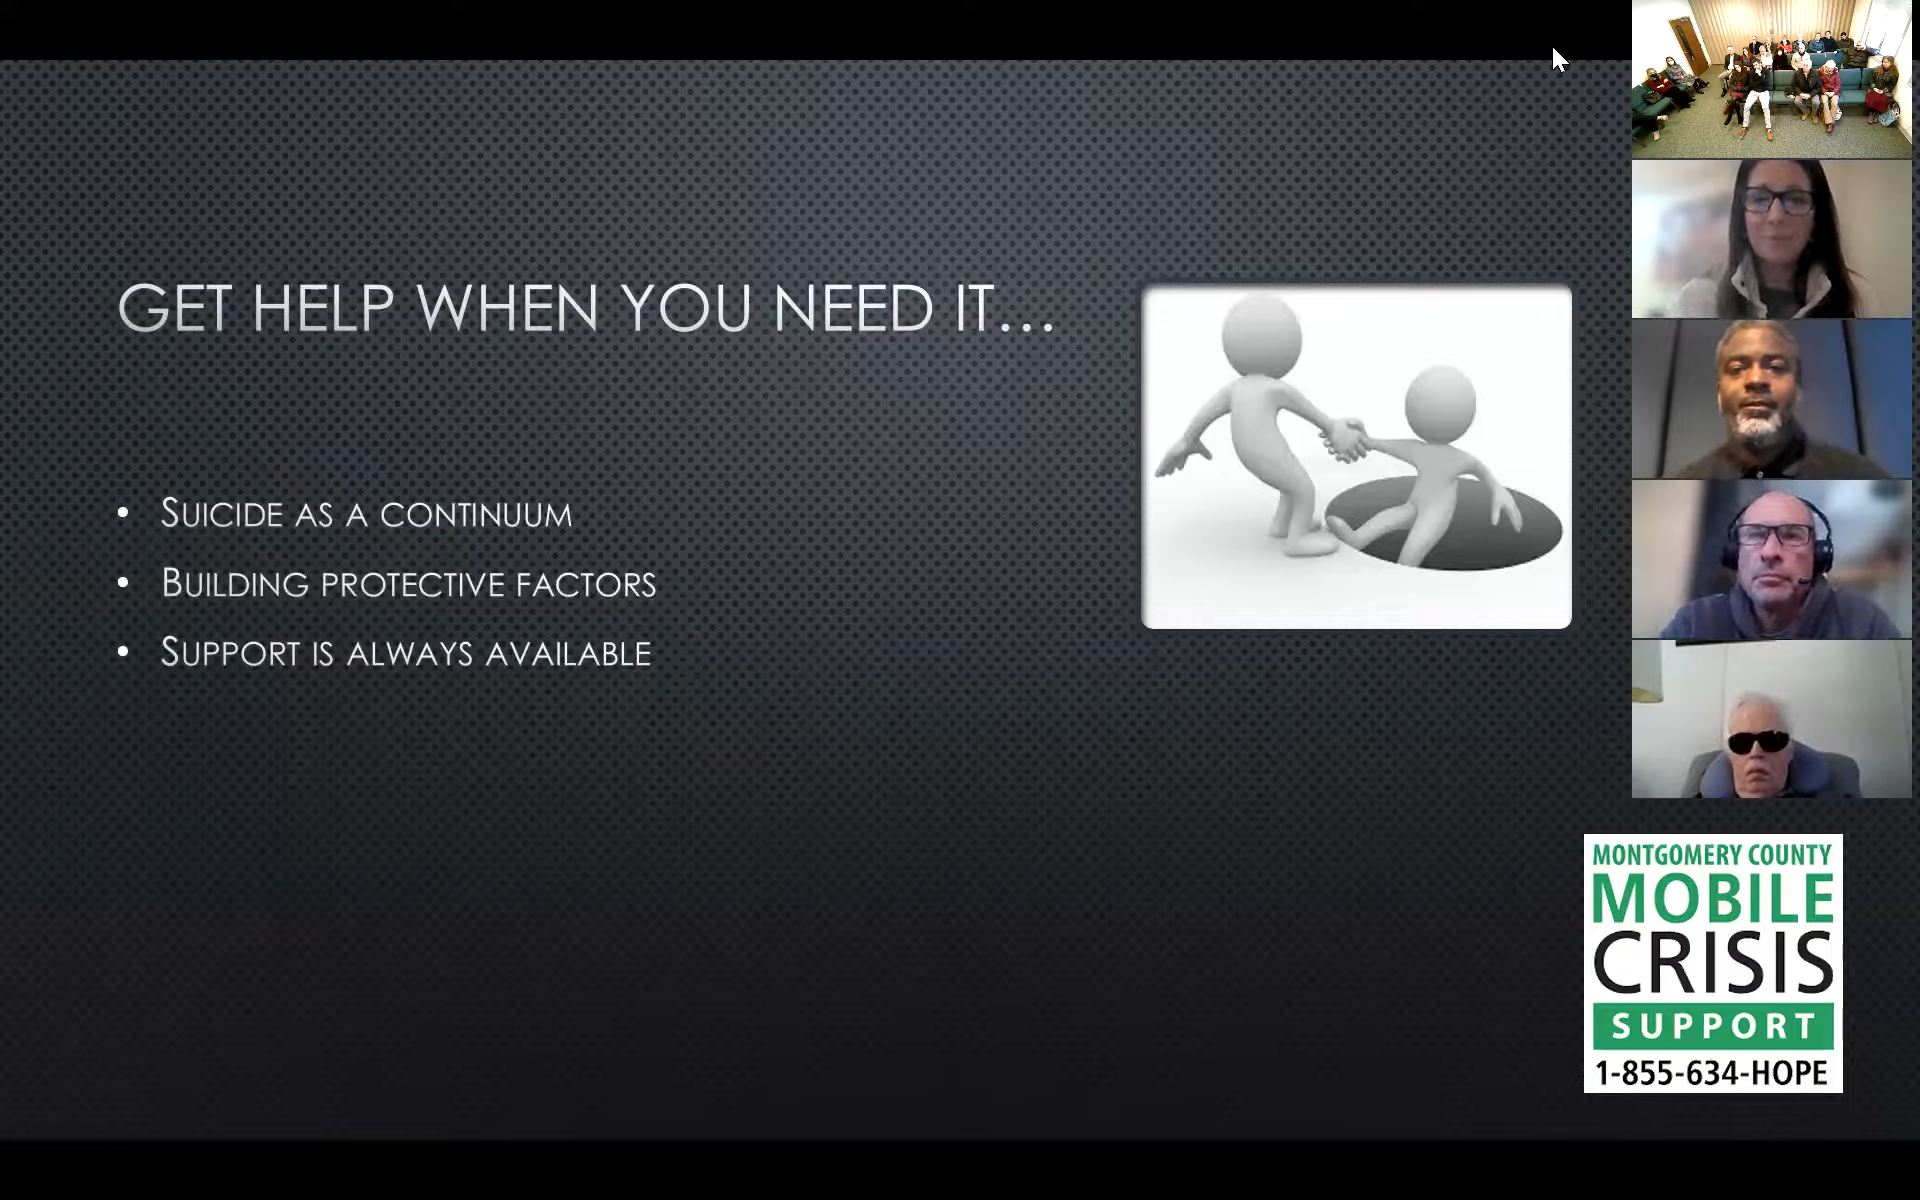 GET HELP WHEN YOU NEED IT...
• SUICIDE AS A CONTINUUM
• BUILDING PROTECTIVE FACTORS
• SUPPORT IS ALWAYS AVAILABLE
MONTGOMERY COUNTY
MOBILE
CRISIS
SUPPORT
1-855-634-HOPE